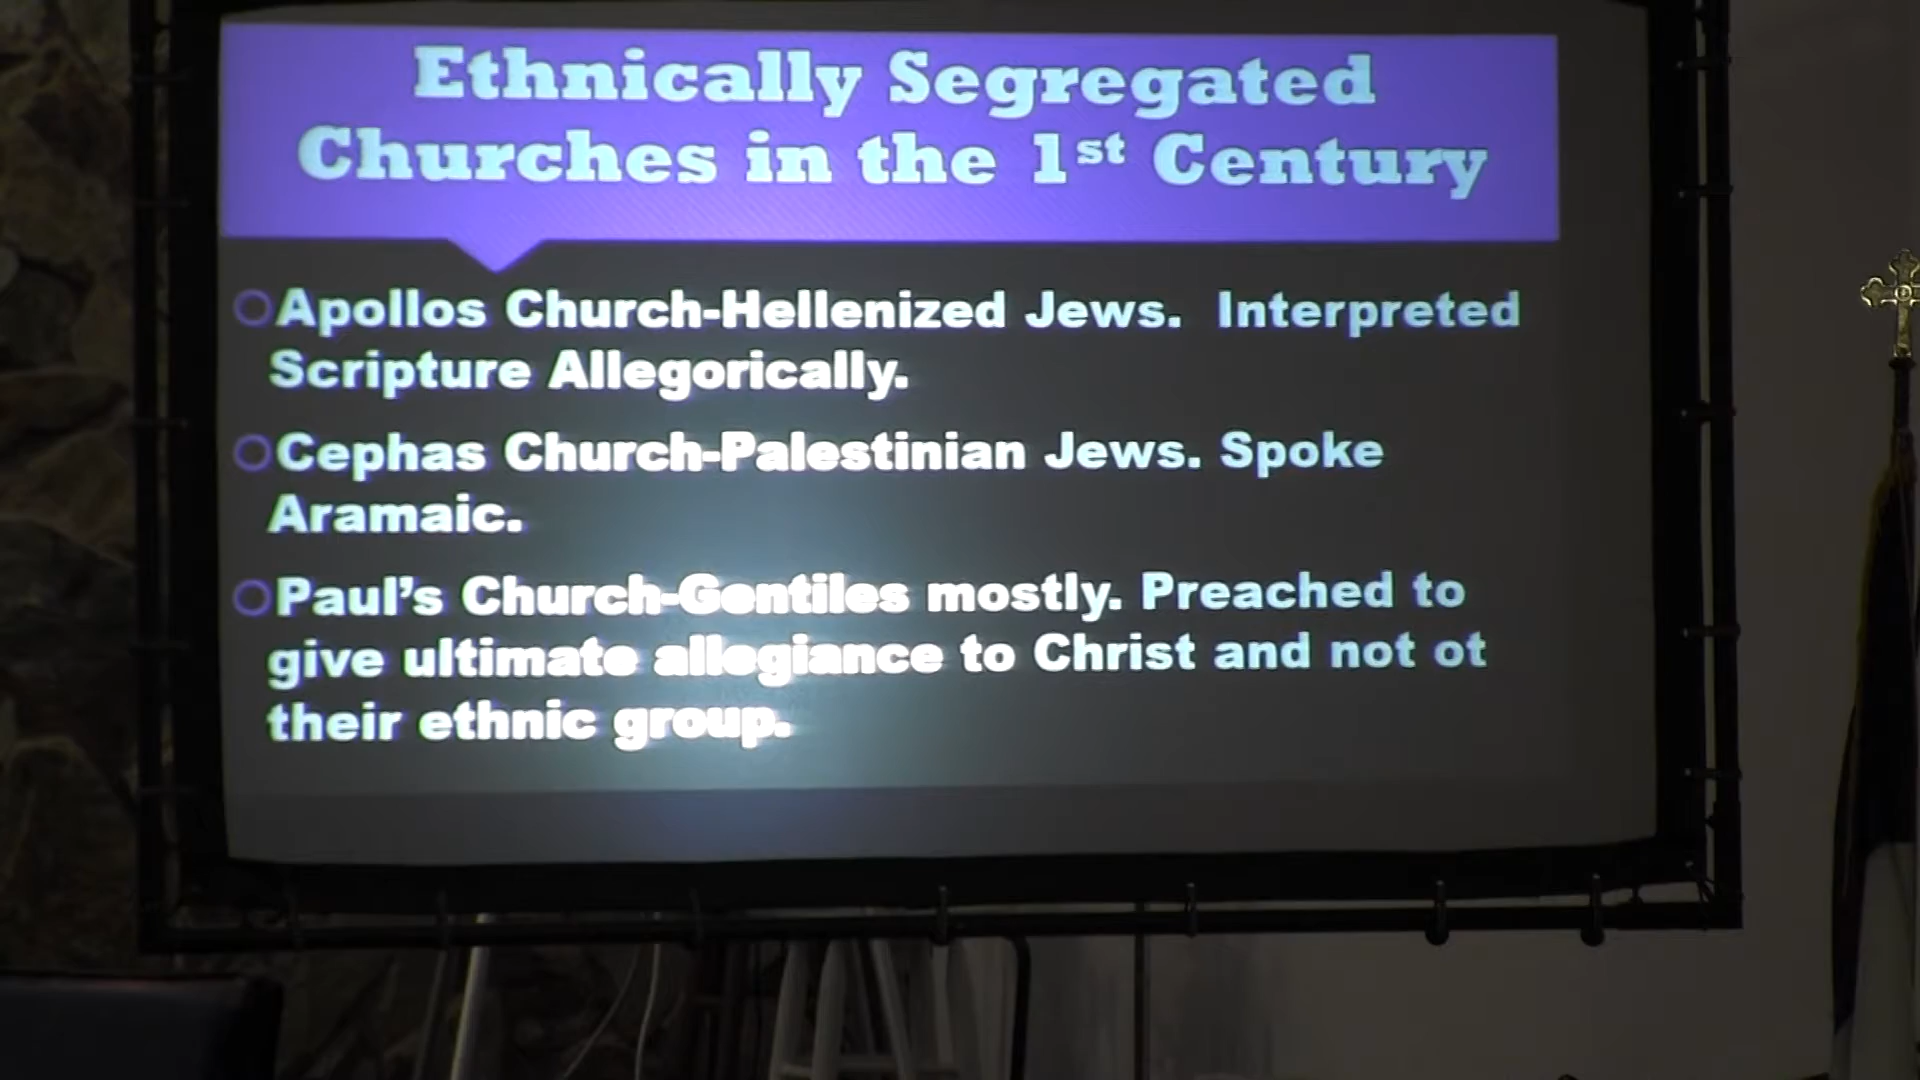 Ethnically Segregated
Churches in the 1st Century
Apollos Church-Hellenized Jews. Interpreted
Scripture Allegorically.
Cephas Church-Palestinian Jews. Spoke
Aramaic.
Paul's Church-Gentiles mostly. Preached to
give ultimate allegiance to Christ and not ot
their ethnic group.